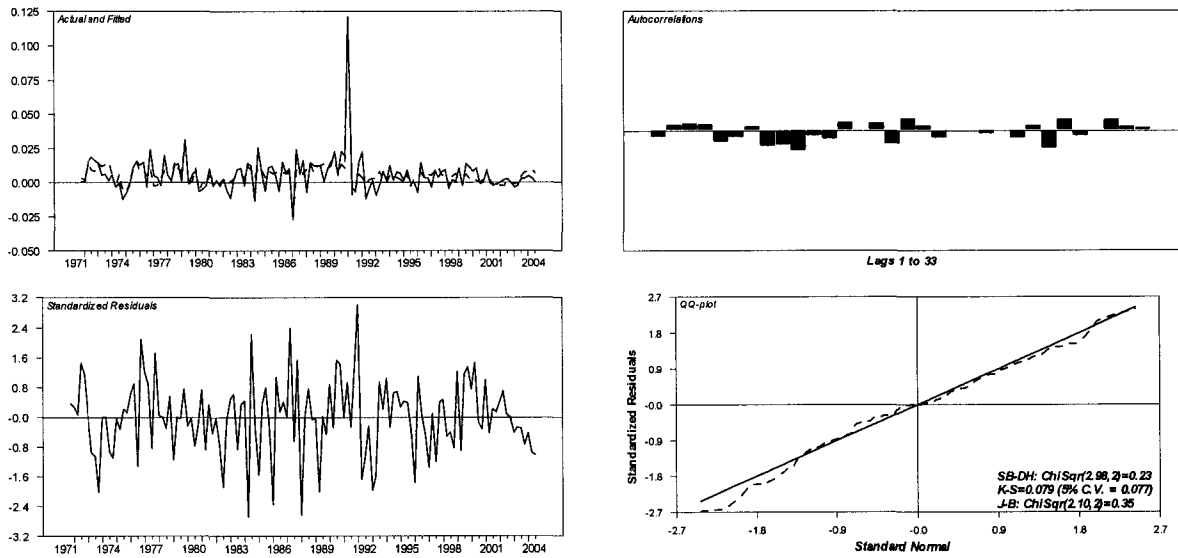 Actual and Fitted
0.125
0.100
0.075
0.050
0.025
0.000
-0.025
-0.050
1971 1974 1977 1980 1983 1986 1989 1992 1995 1998 2001 2004
Autocorrelations
Lags 1 to 33
Standardized Residuals
3.2
2.4
1.6
0.8
-0.0
-0.8
-1.6
-2.4
-3.2
1971 1974 1977 1980 1983 1986 1989 1992 1995 1998 2001 2004
QQ-plot
Standardized Residuals
2.7
1.8
0.9
-0.0
-0.9
-1.8
-2.7
SB-DH: ChiSqr(2.98,2)=0.23
K-S=0.079 (5% C.V. = 0.077)
J-B: ChiSqr(2.10,2)=0.35
-2.7 -1.8 -0.9 -0.0 0.9 1.8 2.7
Standard Normal